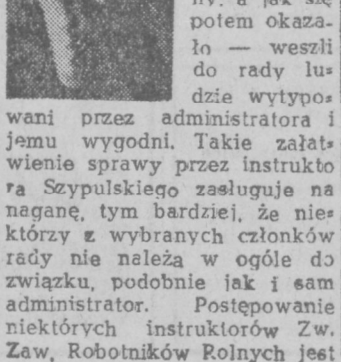 ny, a jak się
potem okaza-
ło — weszli
do rady lu-
dzie wytypo-
wani przez administratora i
jemu wygodni. Takie załat-
wienie sprawy przez instrukto
ra Szypulskiego zasługuje na
naganę, tym bardziej, że nie-
którzy z wybranych członków
rady nie należą w ogóle do
związku, podobnie jak i sam
administrator. Postępowanie
niektórych instruktorów Zw.
Zaw. Robotników Rolnych jest